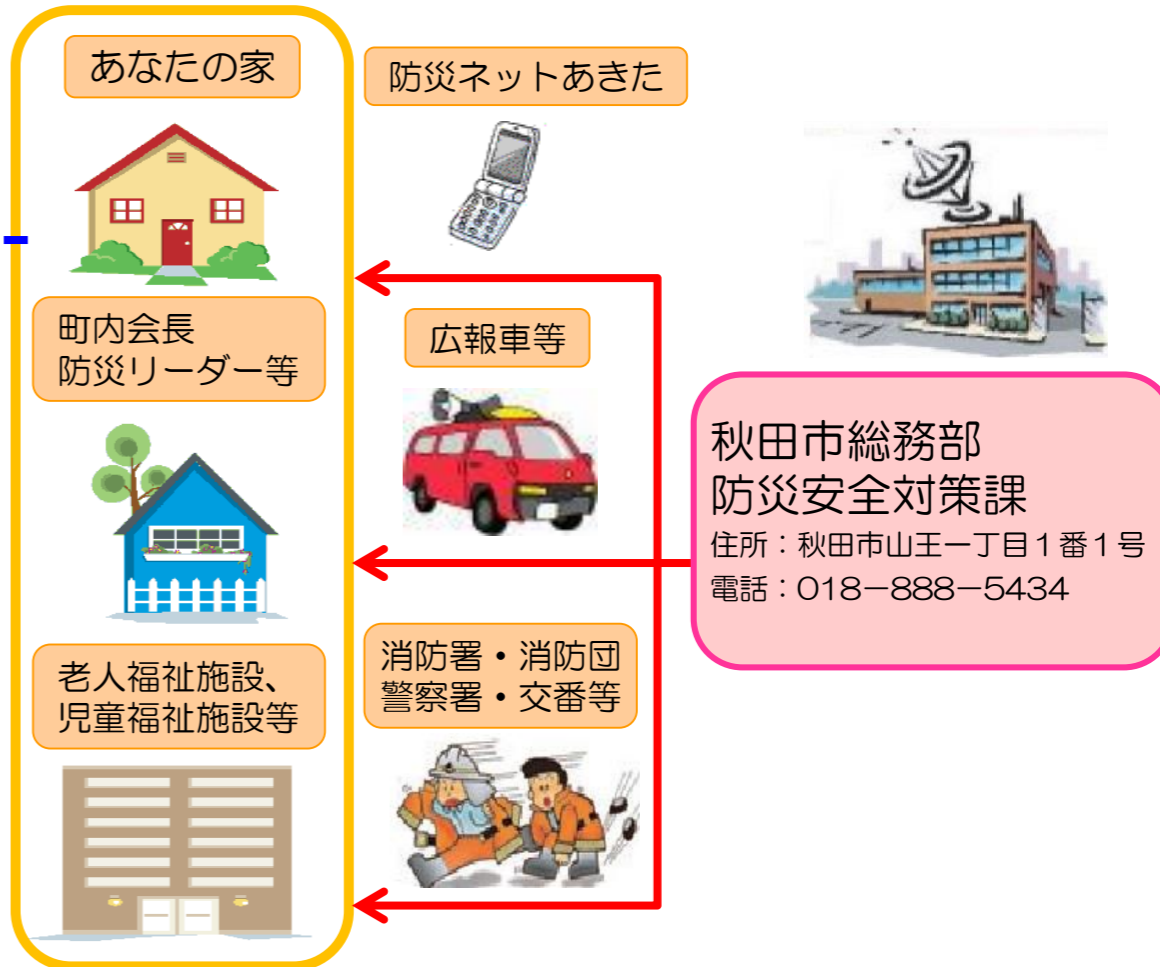 あなたの家
防災ネットあきた
町内会長
防災リーダー等
広報車等
秋田市総務部
防災安全対策課
住所：秋田市山王一丁目１番１号
電話：018－888－5434
老人福祉施設、
児童福祉施設等
消防署・消防団
警察署・交番等